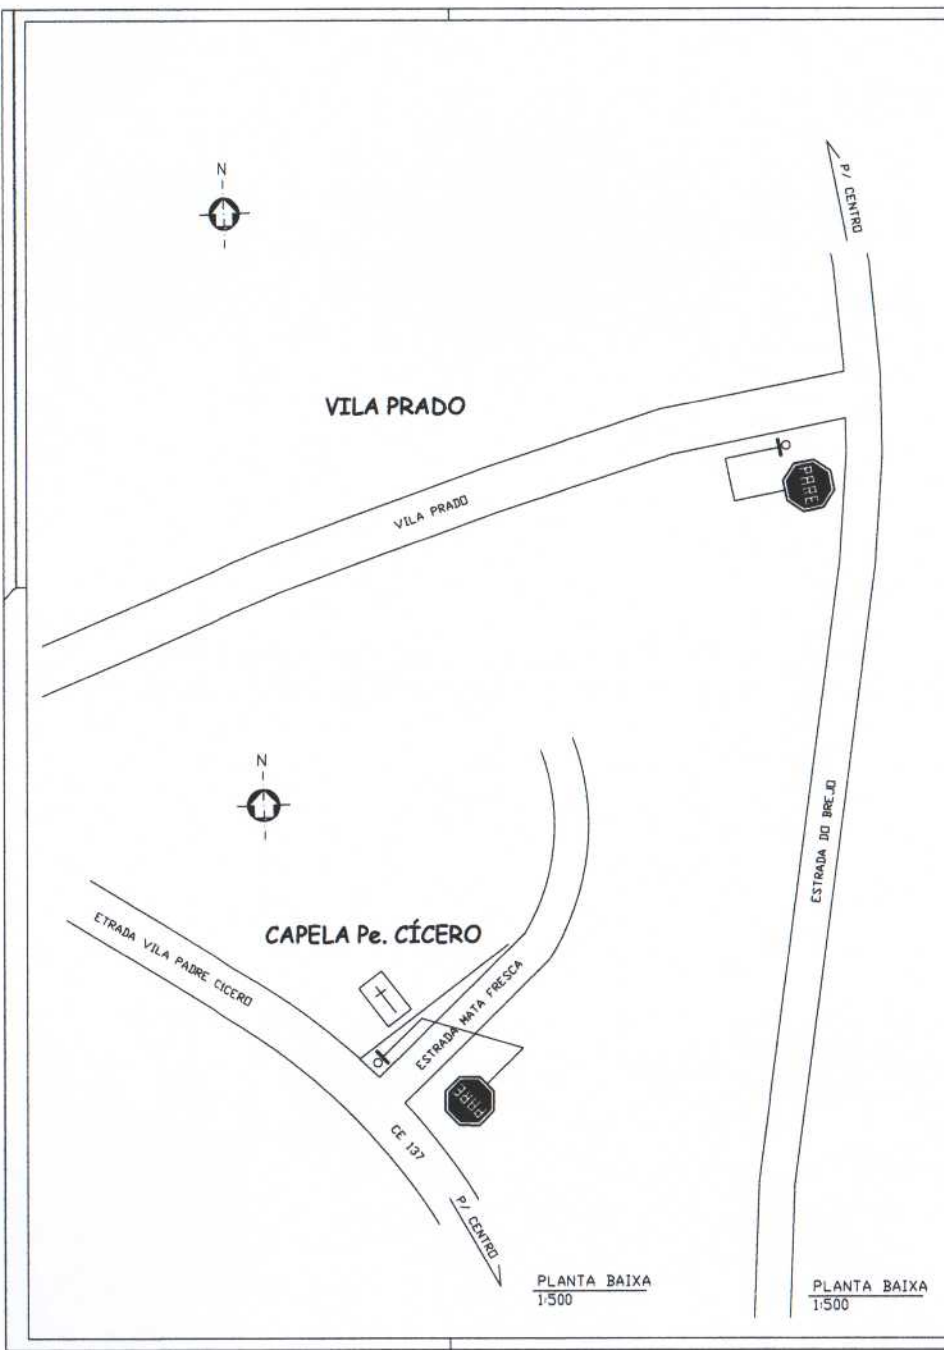 N
P/ CENTRO
VILA PRADO
PARE
VILA PRADO
ESTRADA DO BREJO
N
CAPELA Pe. CÍCERO
ETRADA VILA PADRE CICERO
ESTRADA MATA FRESCA
PARE
CE 137
P/ CENTRO
PLANTA BAIXA
1:500
PLANTA BAIXA
1:500